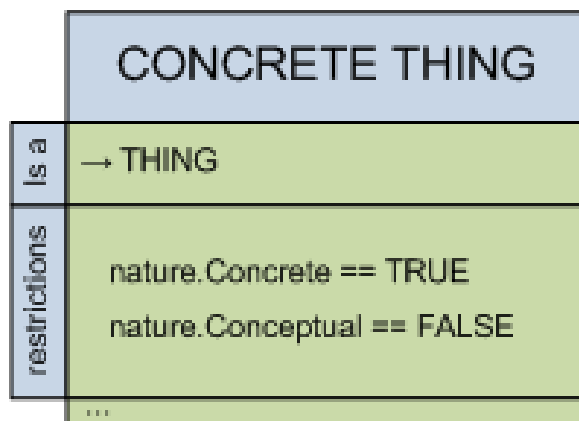 CONCRETE THING
Is a
→ THING
restrictions
nature.Concrete == TRUE
nature.Conceptual == FALSE
...